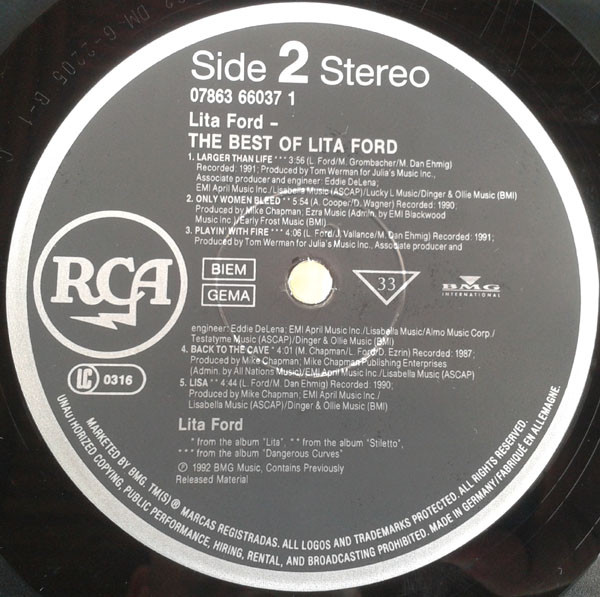 Side 2 Stereo
07863 66037 1
Lita Ford –
THE BEST OF LITA FORD
1. LARGER THAN LIFE *** 3:56 (L. Ford/M. Grombacher/M. Dan Ehmig)
Recorded: 1991; Produced by Tom Werman for Julia's Music Inc.,
Associate producer and engineer: Eddie DeLena;
EMI April Music Inc./Lisabella Music (ASCAP)/Lucky L Music/Dinger & Ollie Music (BMI)
2. ONLY WOMEN BLEED ** 5:54 (A. Cooper/D. Wagner) Recorded: 1990;
Produced by Mike Chapman; Ezra Music (Admin. by EMI Blackwood
Music Inc.)/Early Frost Music (BMI)
3. PLAYIN' WITH FIRE *** 4:06 (L. Ford/J. Vallance/M. Dan Ehmig) Recorded: 1991;
Produced by Tom Werman for Julia's Music Inc., Associate producer and
RCA
BIEM
GEMA
33
BMG
INTERNATIONAL
engineer: Eddie DeLena; EMI April Music Inc./Lisabella Music/Almo Music Corp./
Testatyme Music (ASCAP)/Dinger & Ollie Music (BMI)
4. BACK TO THE CAVE * 4:01 (M. Chapman/L. Ford/D. Ezrin) Recorded: 1987;
Produced by Mike Chapman; Mike Chapman Publishing Enterprises
(Admin. by All Nations Music)/EMI April Music Inc./Lisabella Music (ASCAP)
5. LISA ** 4:44 (L. Ford/M. Dan Ehmig) Recorded: 1990;
Produced by Mike Chapman; EMI April Music Inc./
Lisabella Music (ASCAP)/Dinger & Ollie Music (BMI)
LC 0316
Lita Ford
* from the album "Lita", ** from the album "Stiletto",
*** from the album "Dangerous Curves"
℗ 1992 BMG Music, Contains Previously
Released Material
MARKETED BY BMG. TM(S) ® MARCAS REGISTRADAS. ALL LOGOS AND TRADEMARKS PROTECTED. ALL RIGHTS RESERVED.
UNAUTHORIZED COPYING, PUBLIC PERFORMANCE, HIRING, RENTAL, AND BROADCASTING PROHIBITED. MADE IN GERMANY/FABRIQUÉ EN ALLEMAGNE.